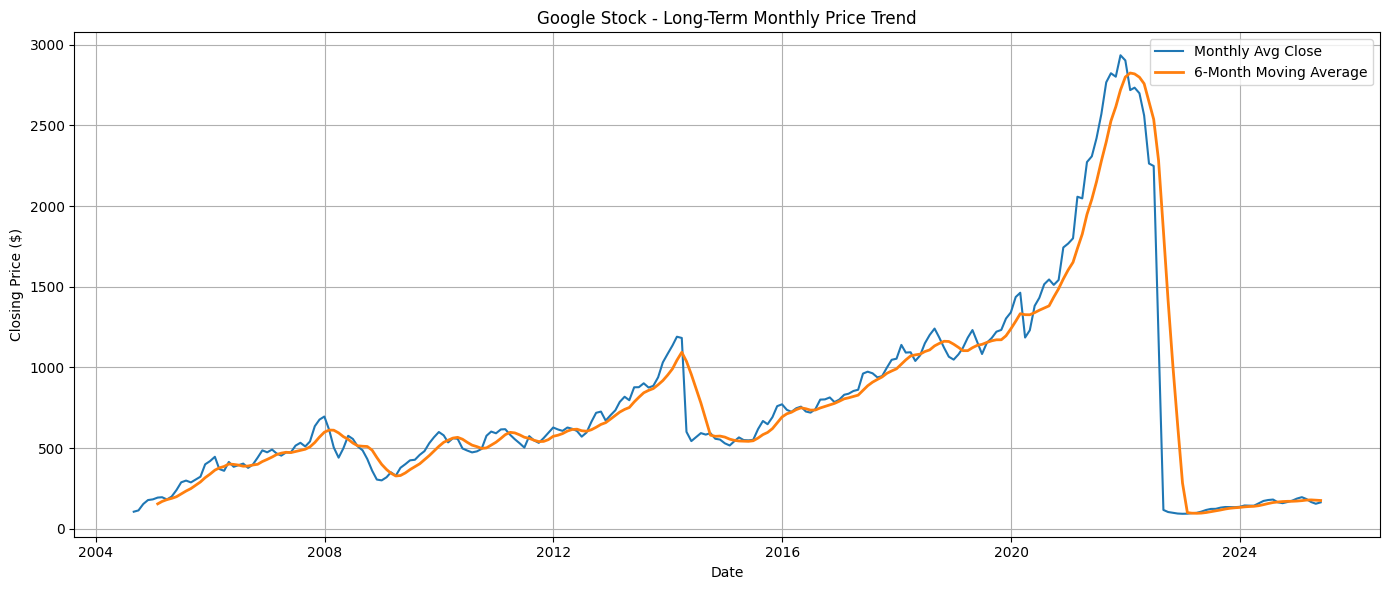 Google Stock - Long-Term Monthly Price Trend
Monthly Avg Close
6-Month Moving Average
Closing Price ($)
3000
2500
2000
1500
1000
500
0
2004
2008
2012
2016
2020
2024
Date